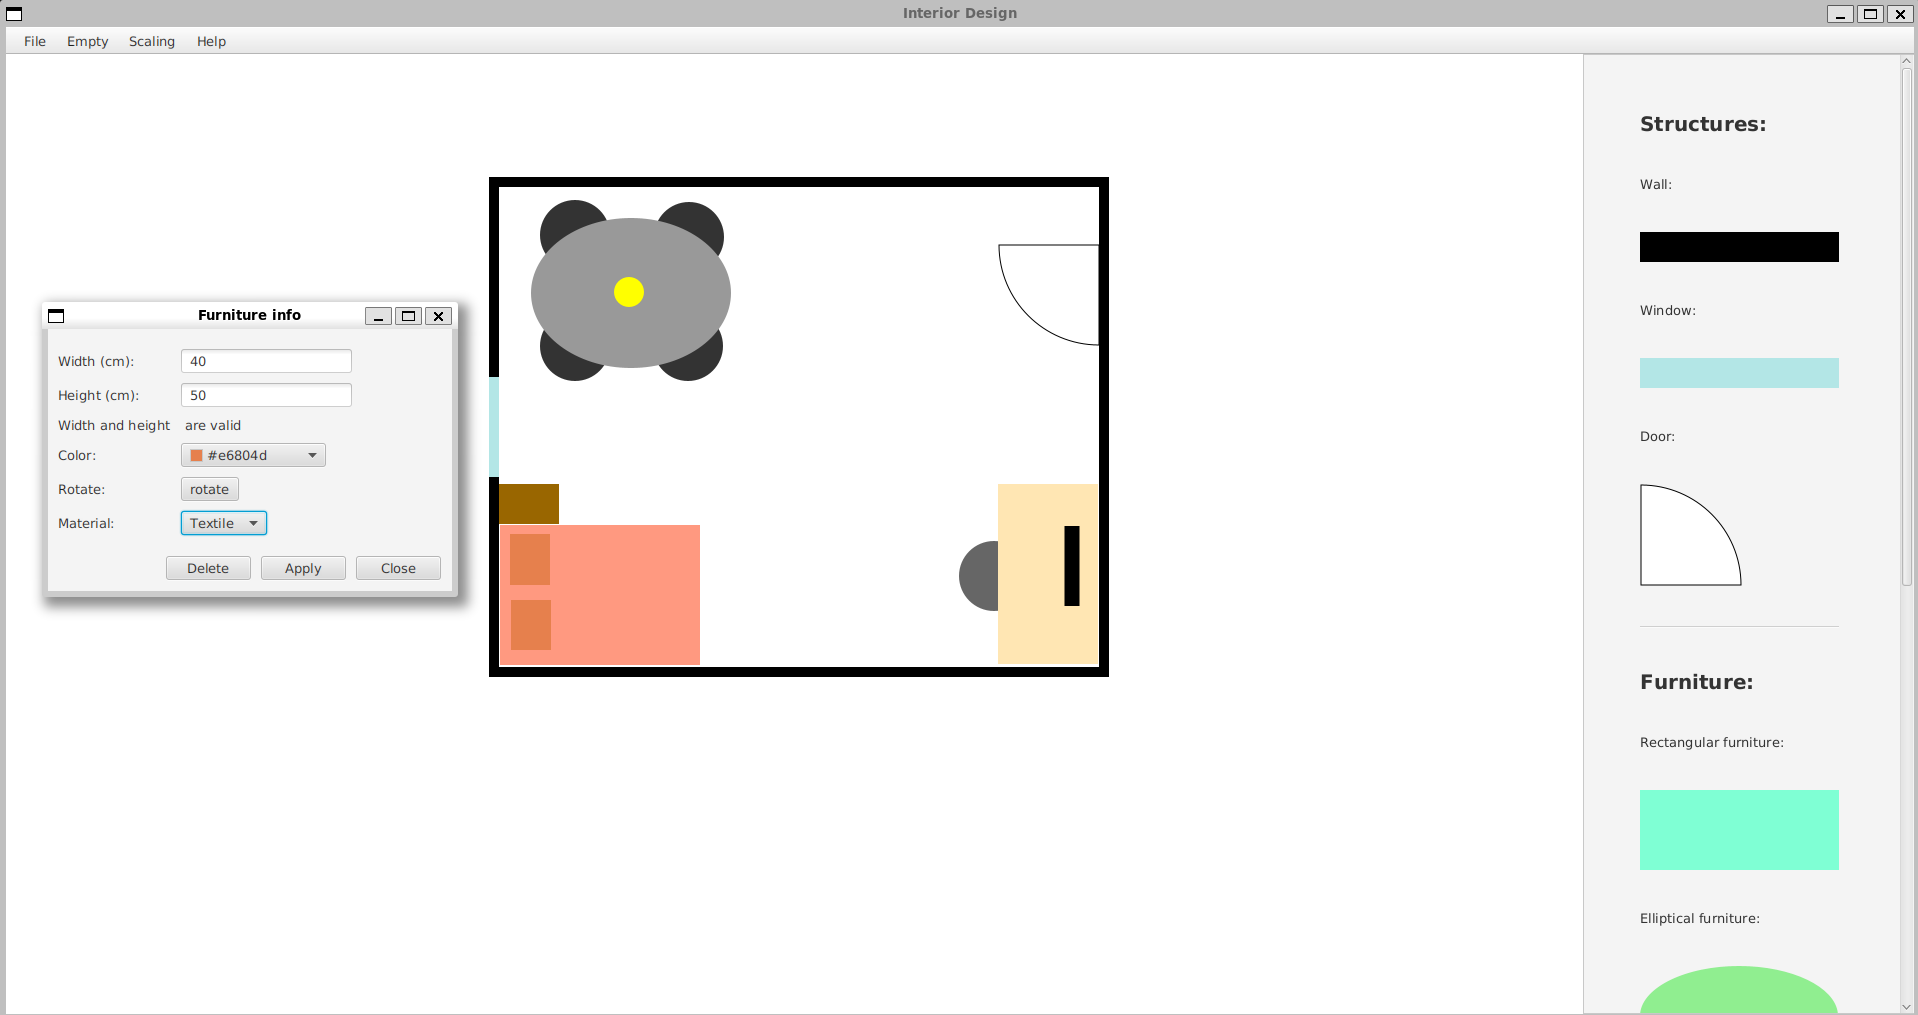 Interior Design
File Empty Scaling Help
Structures:
Wall:
Window:
Door:
Furniture:
Rectangular furniture:
Elliptical furniture:
Furniture info
Width (cm): 40
Height (cm): 50
Width and height are valid
Color: #e6804d
Rotate: rotate
Material: Textile
Delete Apply Close